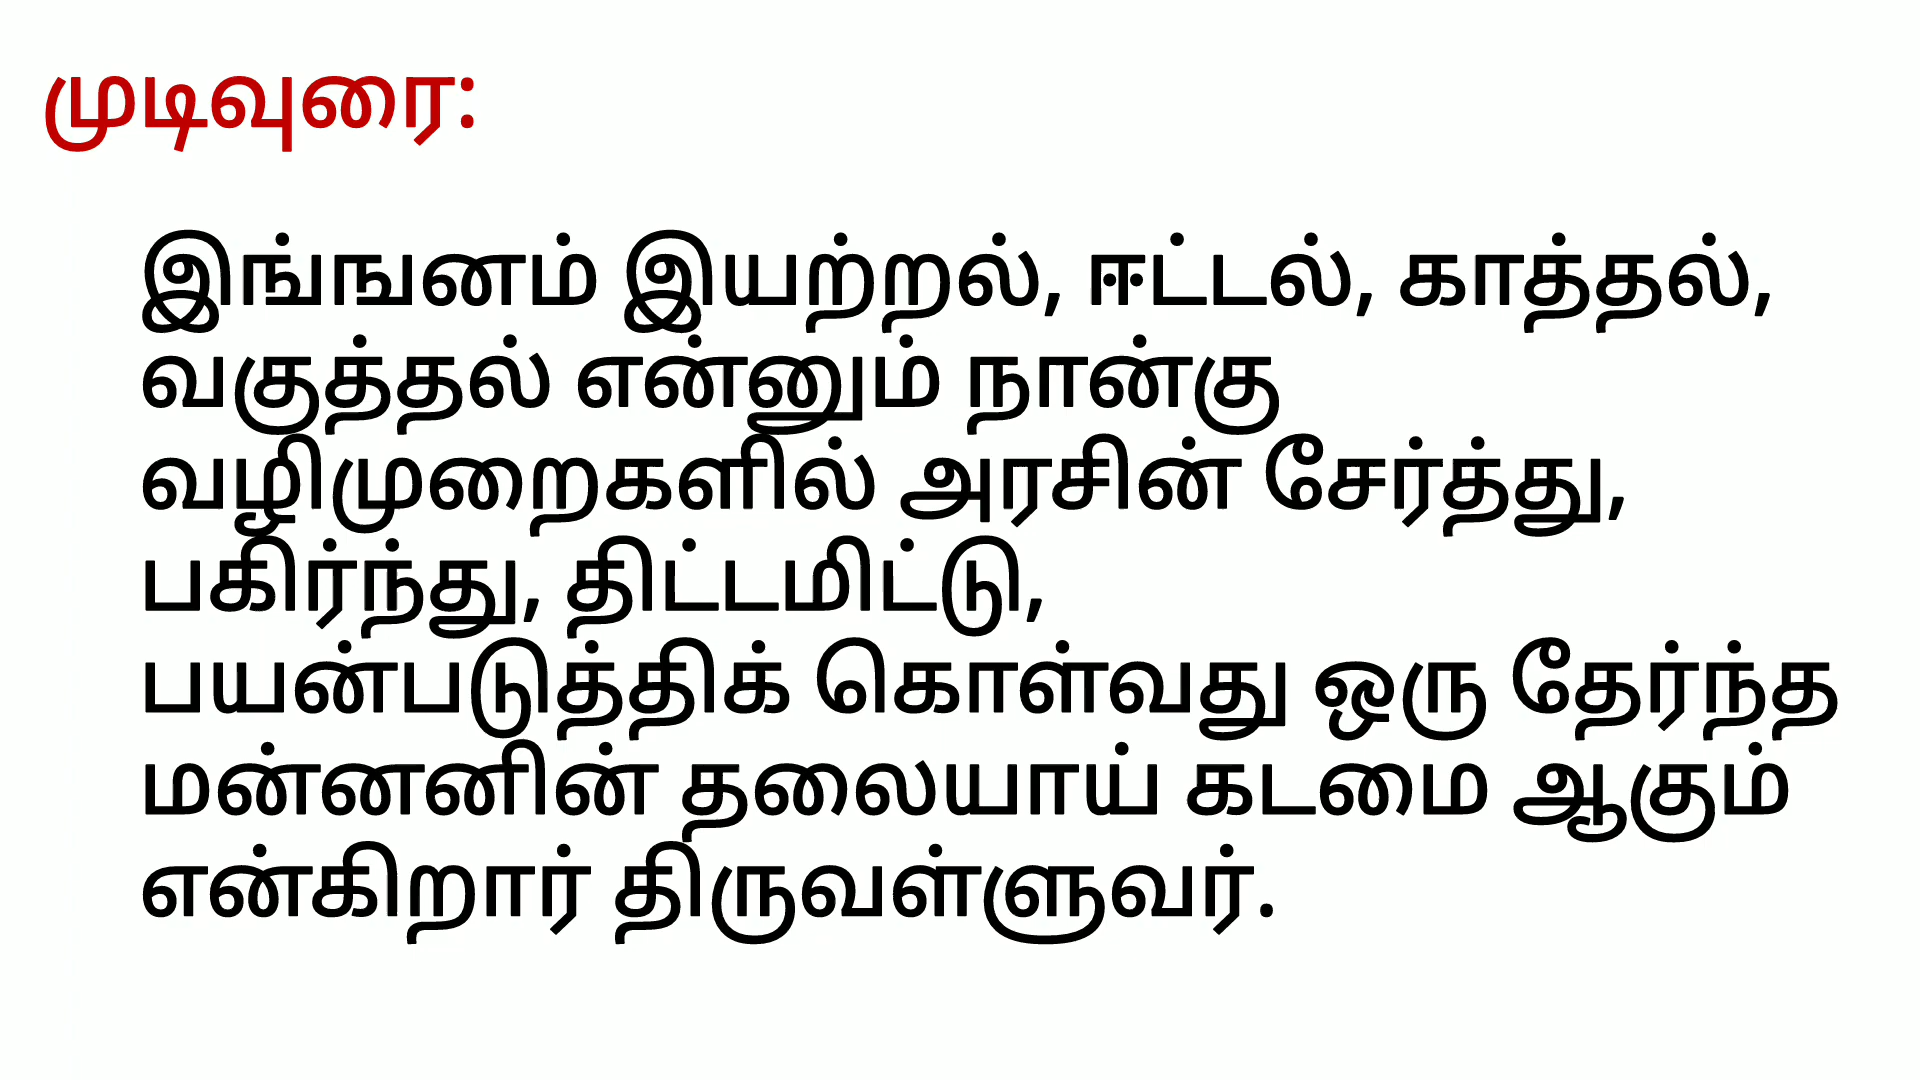 முடிவுரை:
இங்ஙனம் இயற்றல், ஈட்டல், காத்தல்,
வகுத்தல் என்னும் நான்கு
வழிமுறைகளில் அரசின் சேர்த்து,
பகிர்ந்து, திட்டமிட்டு,
பயன்படுத்திக் கொள்வது ஒரு தேர்ந்த
மன்னனின் தலையாய் கடமை ஆகும்
என்கிறார் திருவள்ளுவர்.